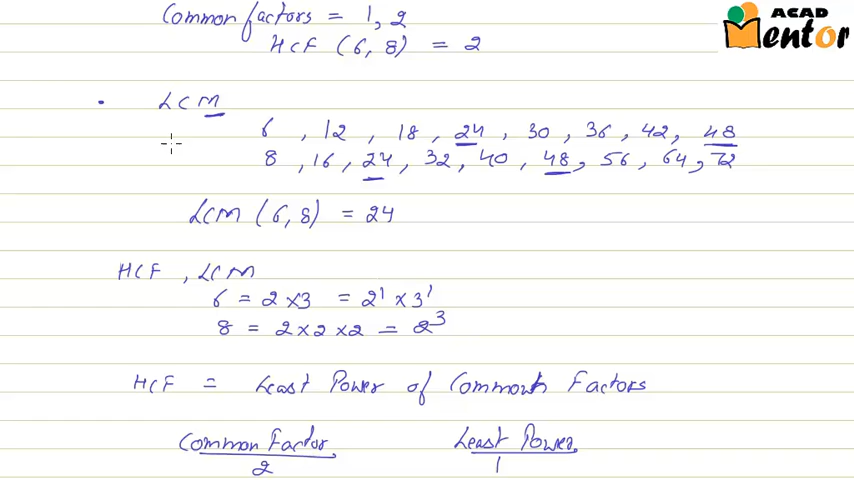 Common factors = 1, 2
ACAD
Mentor
HCF (6, 8) = 2
LCM
6 , 12 , 18 , 24 , 30 , 36 , 42 , 48
8 , 16 , 24 , 32 , 40 , 48 , 56 , 64 , 72
LCM (6, 8) = 24
HCF , LCM
6 = 2 × 3 = 2¹ × 3¹
8 = 2 × 2 × 2 = 2³
HCF = Least Power of Common Factors
Common Factor Least Power
2 1